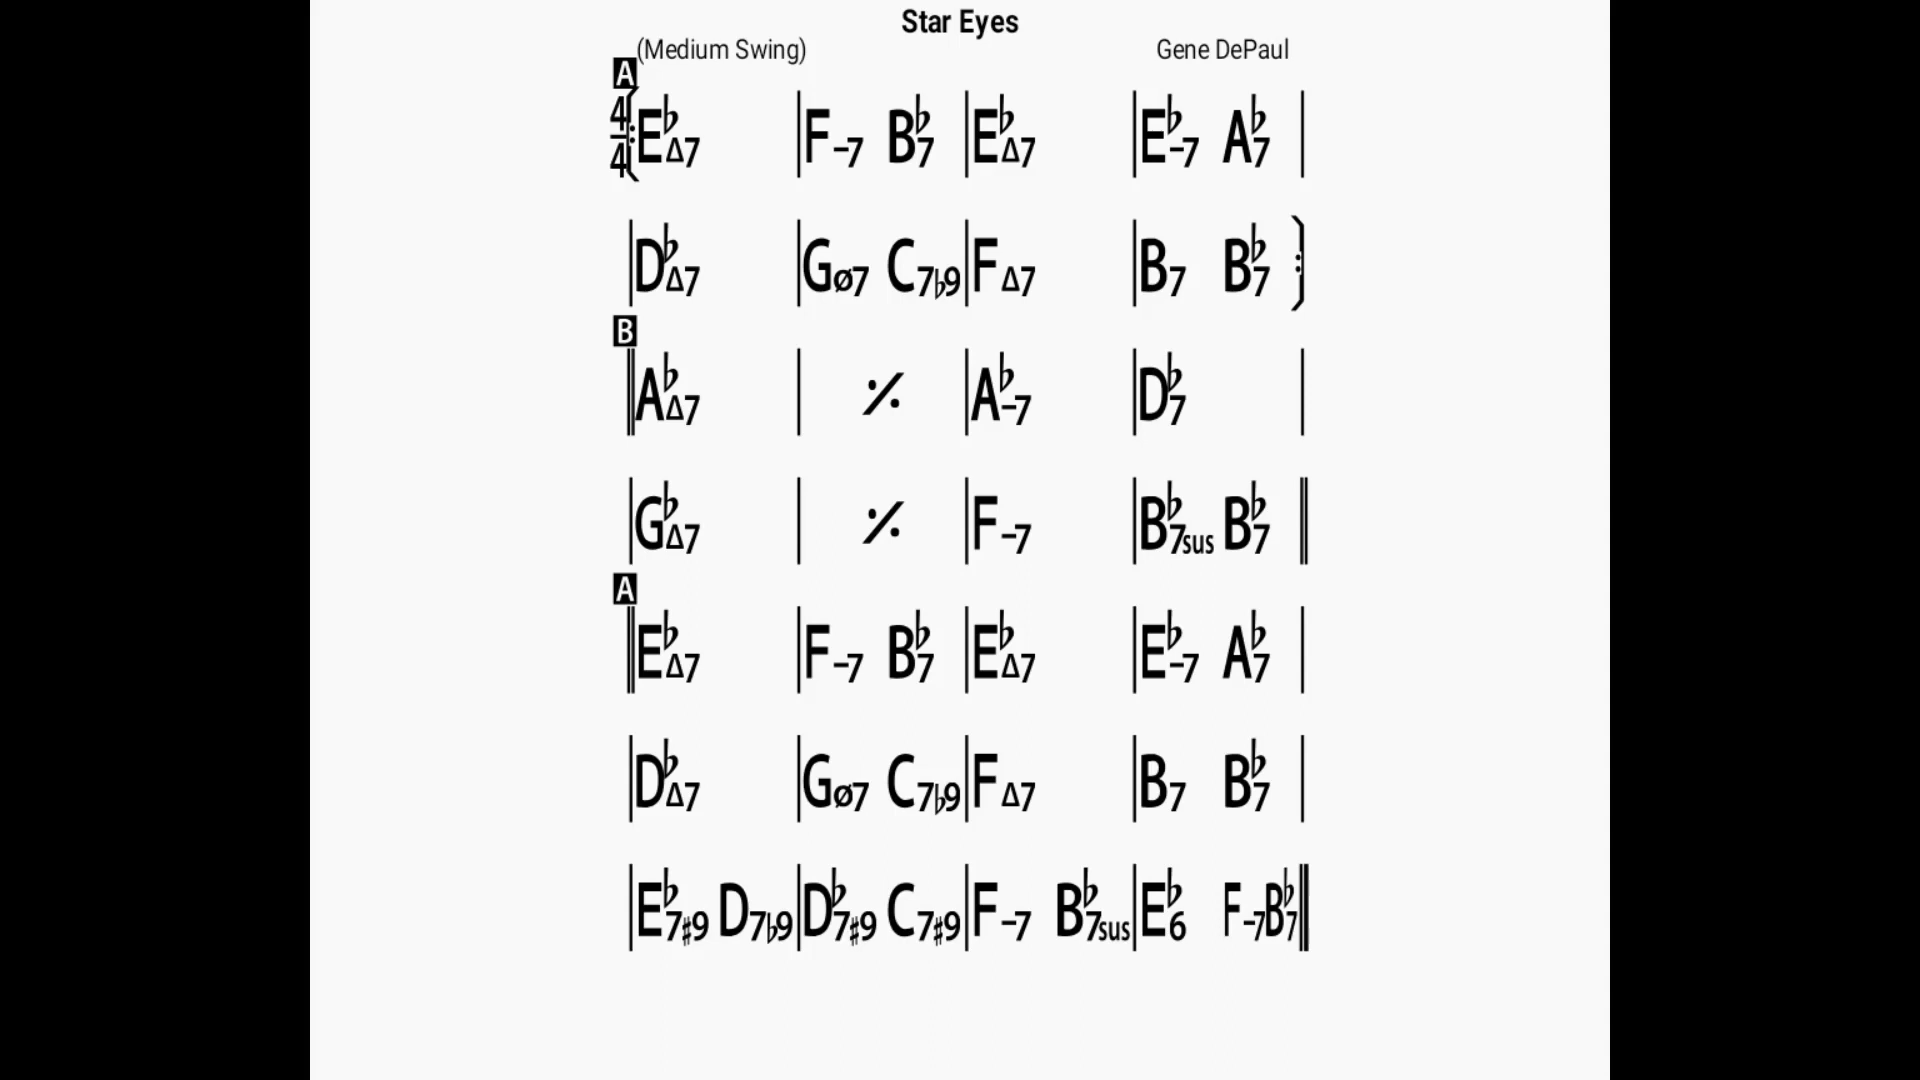 Star Eyes
(Medium Swing) Gene DePaul
A
4/4 E♭Δ7 | F–7 B♭7 | E♭Δ7 | E♭–7 A♭7 |
| D♭Δ7 | Gø7 C7♭9 | FΔ7 | B7 B♭7
B
A♭Δ7 | 𝄎 | A♭–7 | D♭7 |
| G♭Δ7 | 𝄎 | F–7 | B♭7sus B♭7
A
E♭Δ7 | F–7 B♭7 | E♭Δ7 | E♭–7 A♭7 |
| D♭Δ7 | Gø7 C7♭9 | FΔ7 | B7 B♭7 |
| E♭7♯9 D7♭9 | D♭7♯9 C7♯9 | F–7 B♭7sus | E♭6 F–7 B♭7